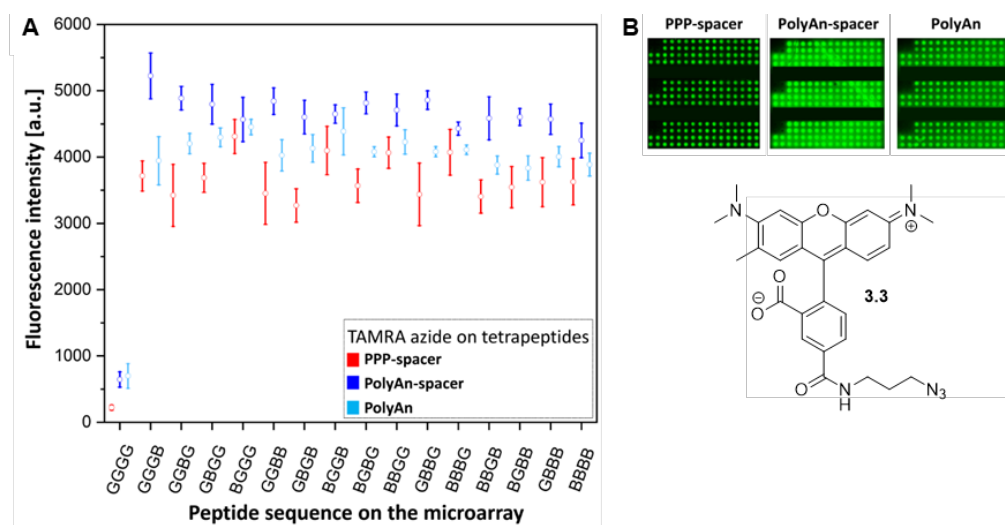 A
6000
5000
4000
3000
2000
1000
0
Fluorescence intensity [a.u.]
TAMRA azide on tetrapeptides
PPP-spacer
PolyAn-spacer
PolyAn
GGGG
GGGB
GGBG
GBGG
BGGG
GGBB
GBGB
BGGB
BGBG
GBBG
BBGG
BBBG
BBGB
BGBB
GBBB
BBBB
Peptide sequence on the microarray
B
PPP-spacer PolyAn-spacer PolyAn
N O N
⊕
O
⊖
O
3.3
O
N
H
N3